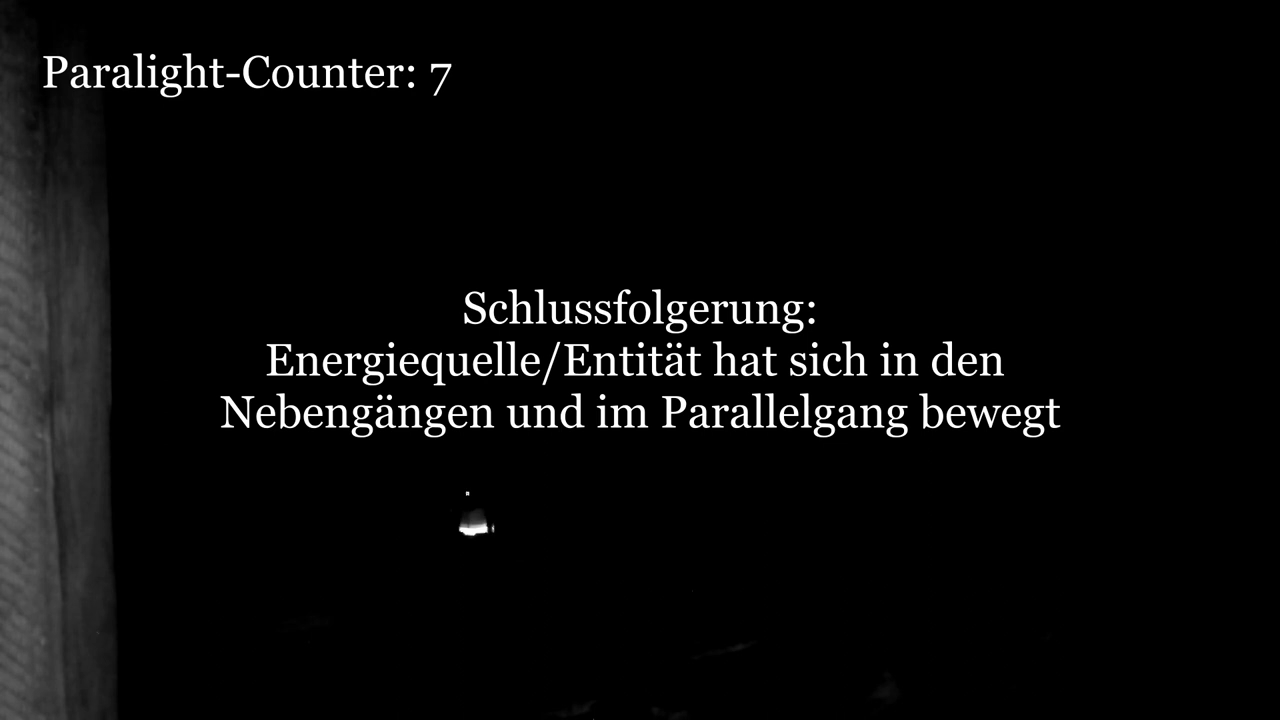 Paralight-Counter: 7
Schlussfolgerung:
Energiequelle/Entität hat sich in den
Nebengängen und im Parallelgang bewegt